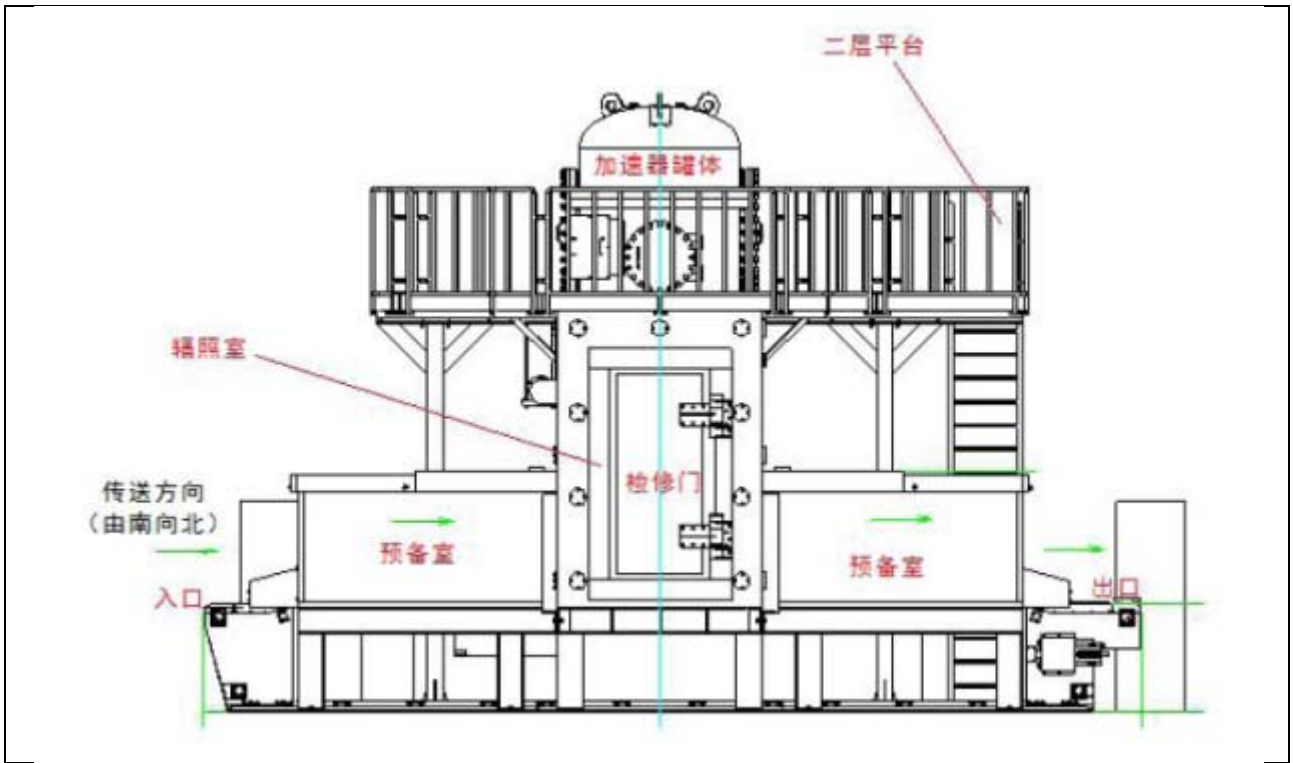 二层平台
加速器罐体
辐照室
检修门
传送方向
（由南向北）
预备室
预备室
入口
出口